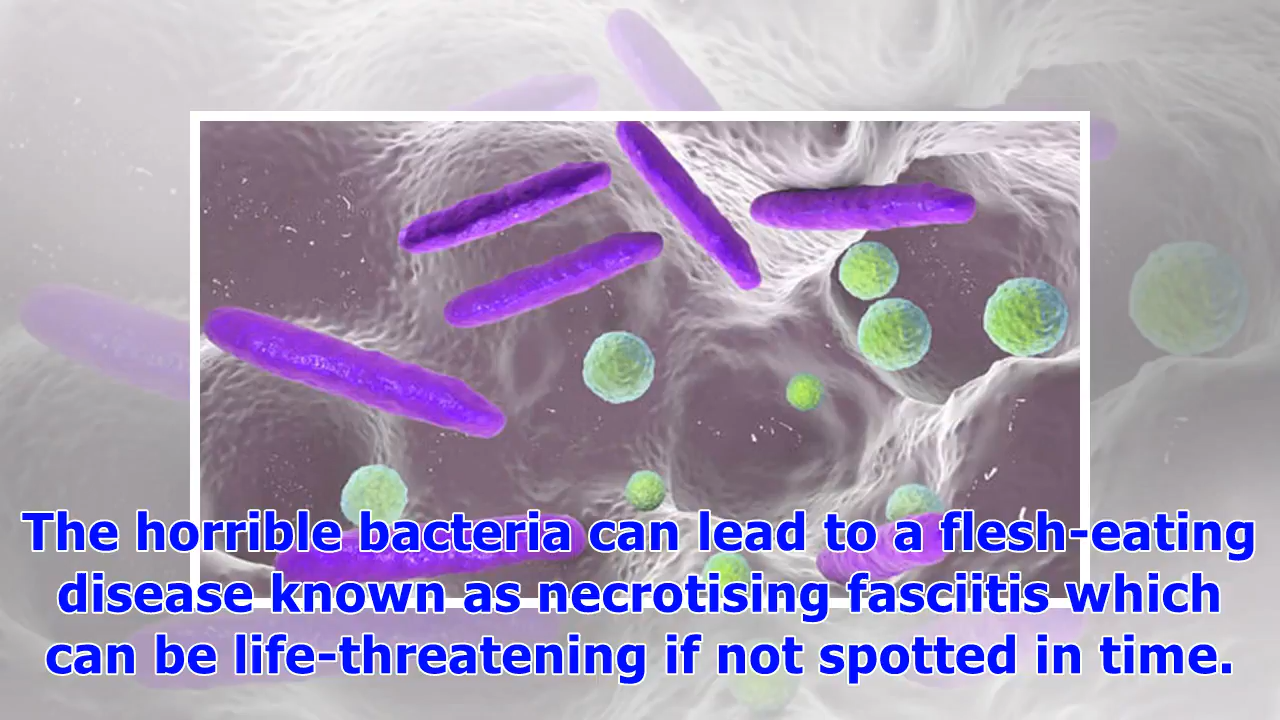 The horrible bacteria can lead to a flesh-eating
disease known as necrotising fasciitis which
can be life-threatening if not spotted in time.